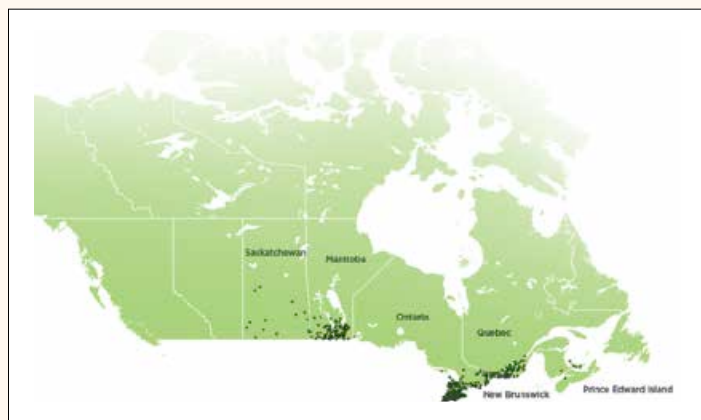 Saskatchewan
Manitoba
Ontario
Quebec
New Brunswick
Prince Edward Island